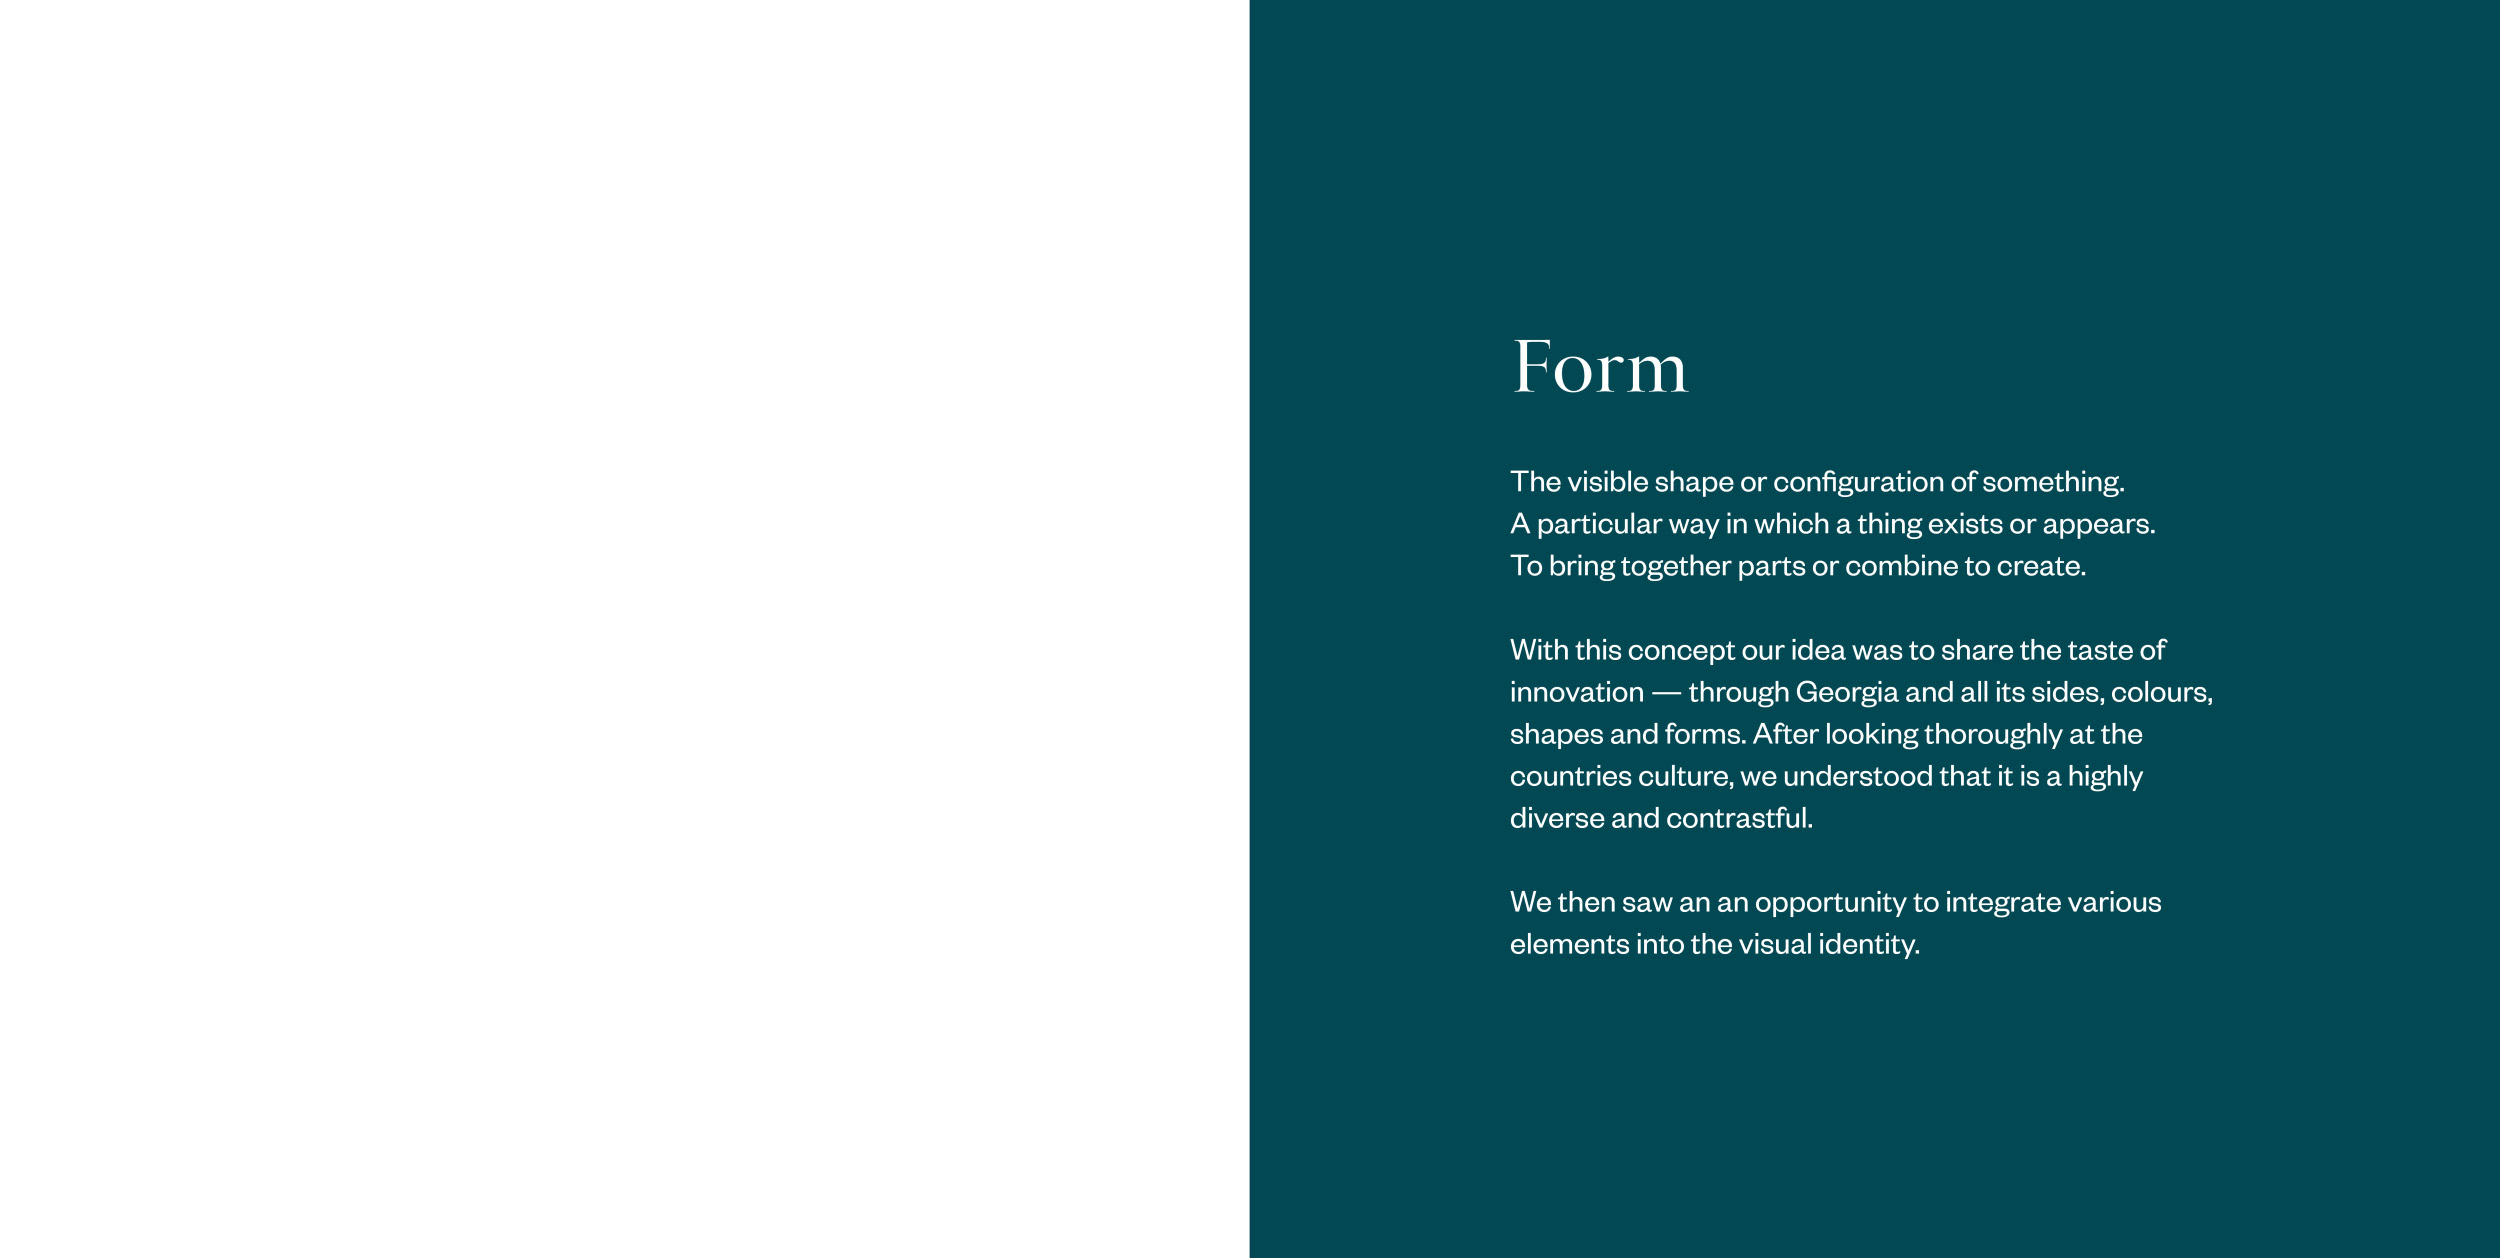 Form
The visible shape or configuration of something.
A particular way in which a thing exists or appears.
To bring together parts or combine to create.
With this concept our idea was to share the taste of
innovation — through Georgia and all its sides, colours,
shapes and forms. After looking throroughly at the
countries culture, we understood that it is a highly
diverse and contrastful.
We then saw an an opportunity to integrate various
elements into the visual identity.